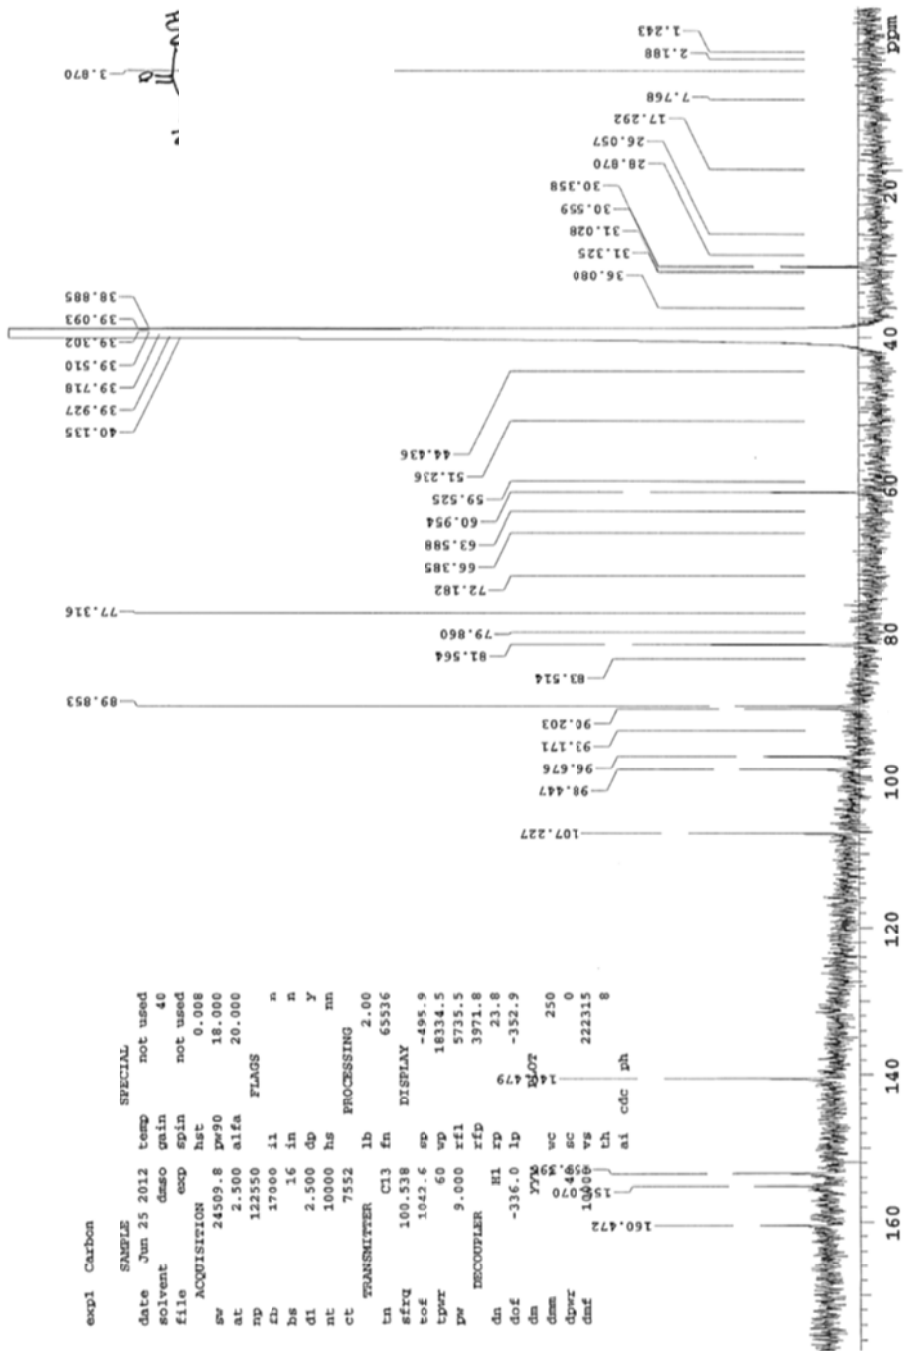 exp1 Carbon
SAMPLE SPECIAL
date Jun 25 2012 temp not used
solvent dmso gain 40
file exp spin not used
ACQUISITION hst 0.008
sw 24509.8 pw90 18.000
at 2.500 alfa 20.000
np 122550 FLAGS
fb 17000 il n
bs 16 in n
d1 2.500 dp y
nt 10000 hs nn
ct 7552 PROCESSING
TRANSMITTER lb 2.00
tn C13 fn 65536
sfrq 100.538 DISPLAY
tof sp -495.9
tpwr 60 wp 18334.5
pw 9.000 rfl 5735.5
DECOUPLER rfp 3971.8
dn H1 rp 23.8
dof -336.0 lp -352.9
dm PLOT
dmm wc 250
dpwr sc 0
dmf vs 222315
th 8
ai cdc ph
160.472
107.227
98.447
96.676
93.171
90.203
89.853
83.514
81.564
79.860
77.316
72.182
66.385
63.588
60.954
59.525
51.236
44.436
40.135
39.927
39.718
39.510
39.302
39.093
38.885
36.080
31.325
31.028
30.559
30.358
28.870
26.057
17.292
7.768
3.870
2.188
1.243
160 140 120 100 80 60 40 20 ppm